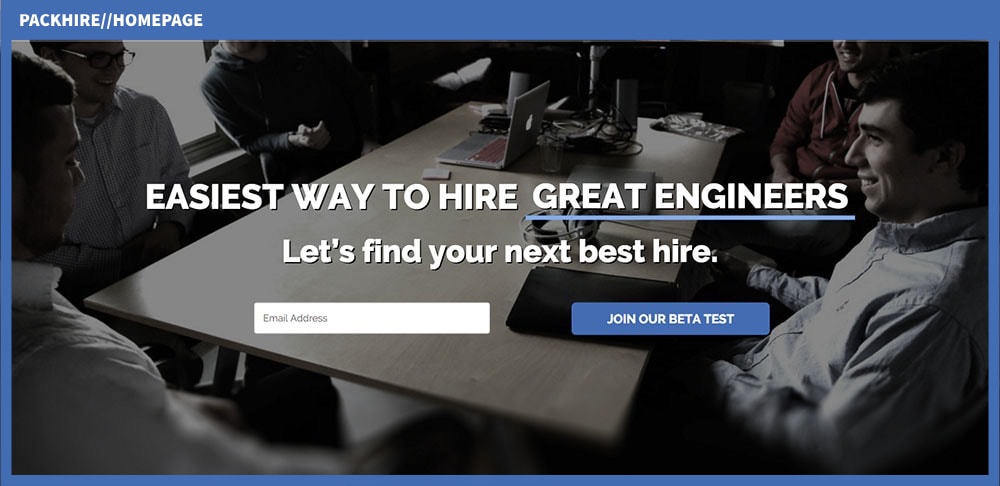 PACKHIRE//HOMEPAGE
EASIEST WAY TO HIRE GREAT ENGINEERS
Let's find your next best hire.
Email Address
JOIN OUR BETA TEST